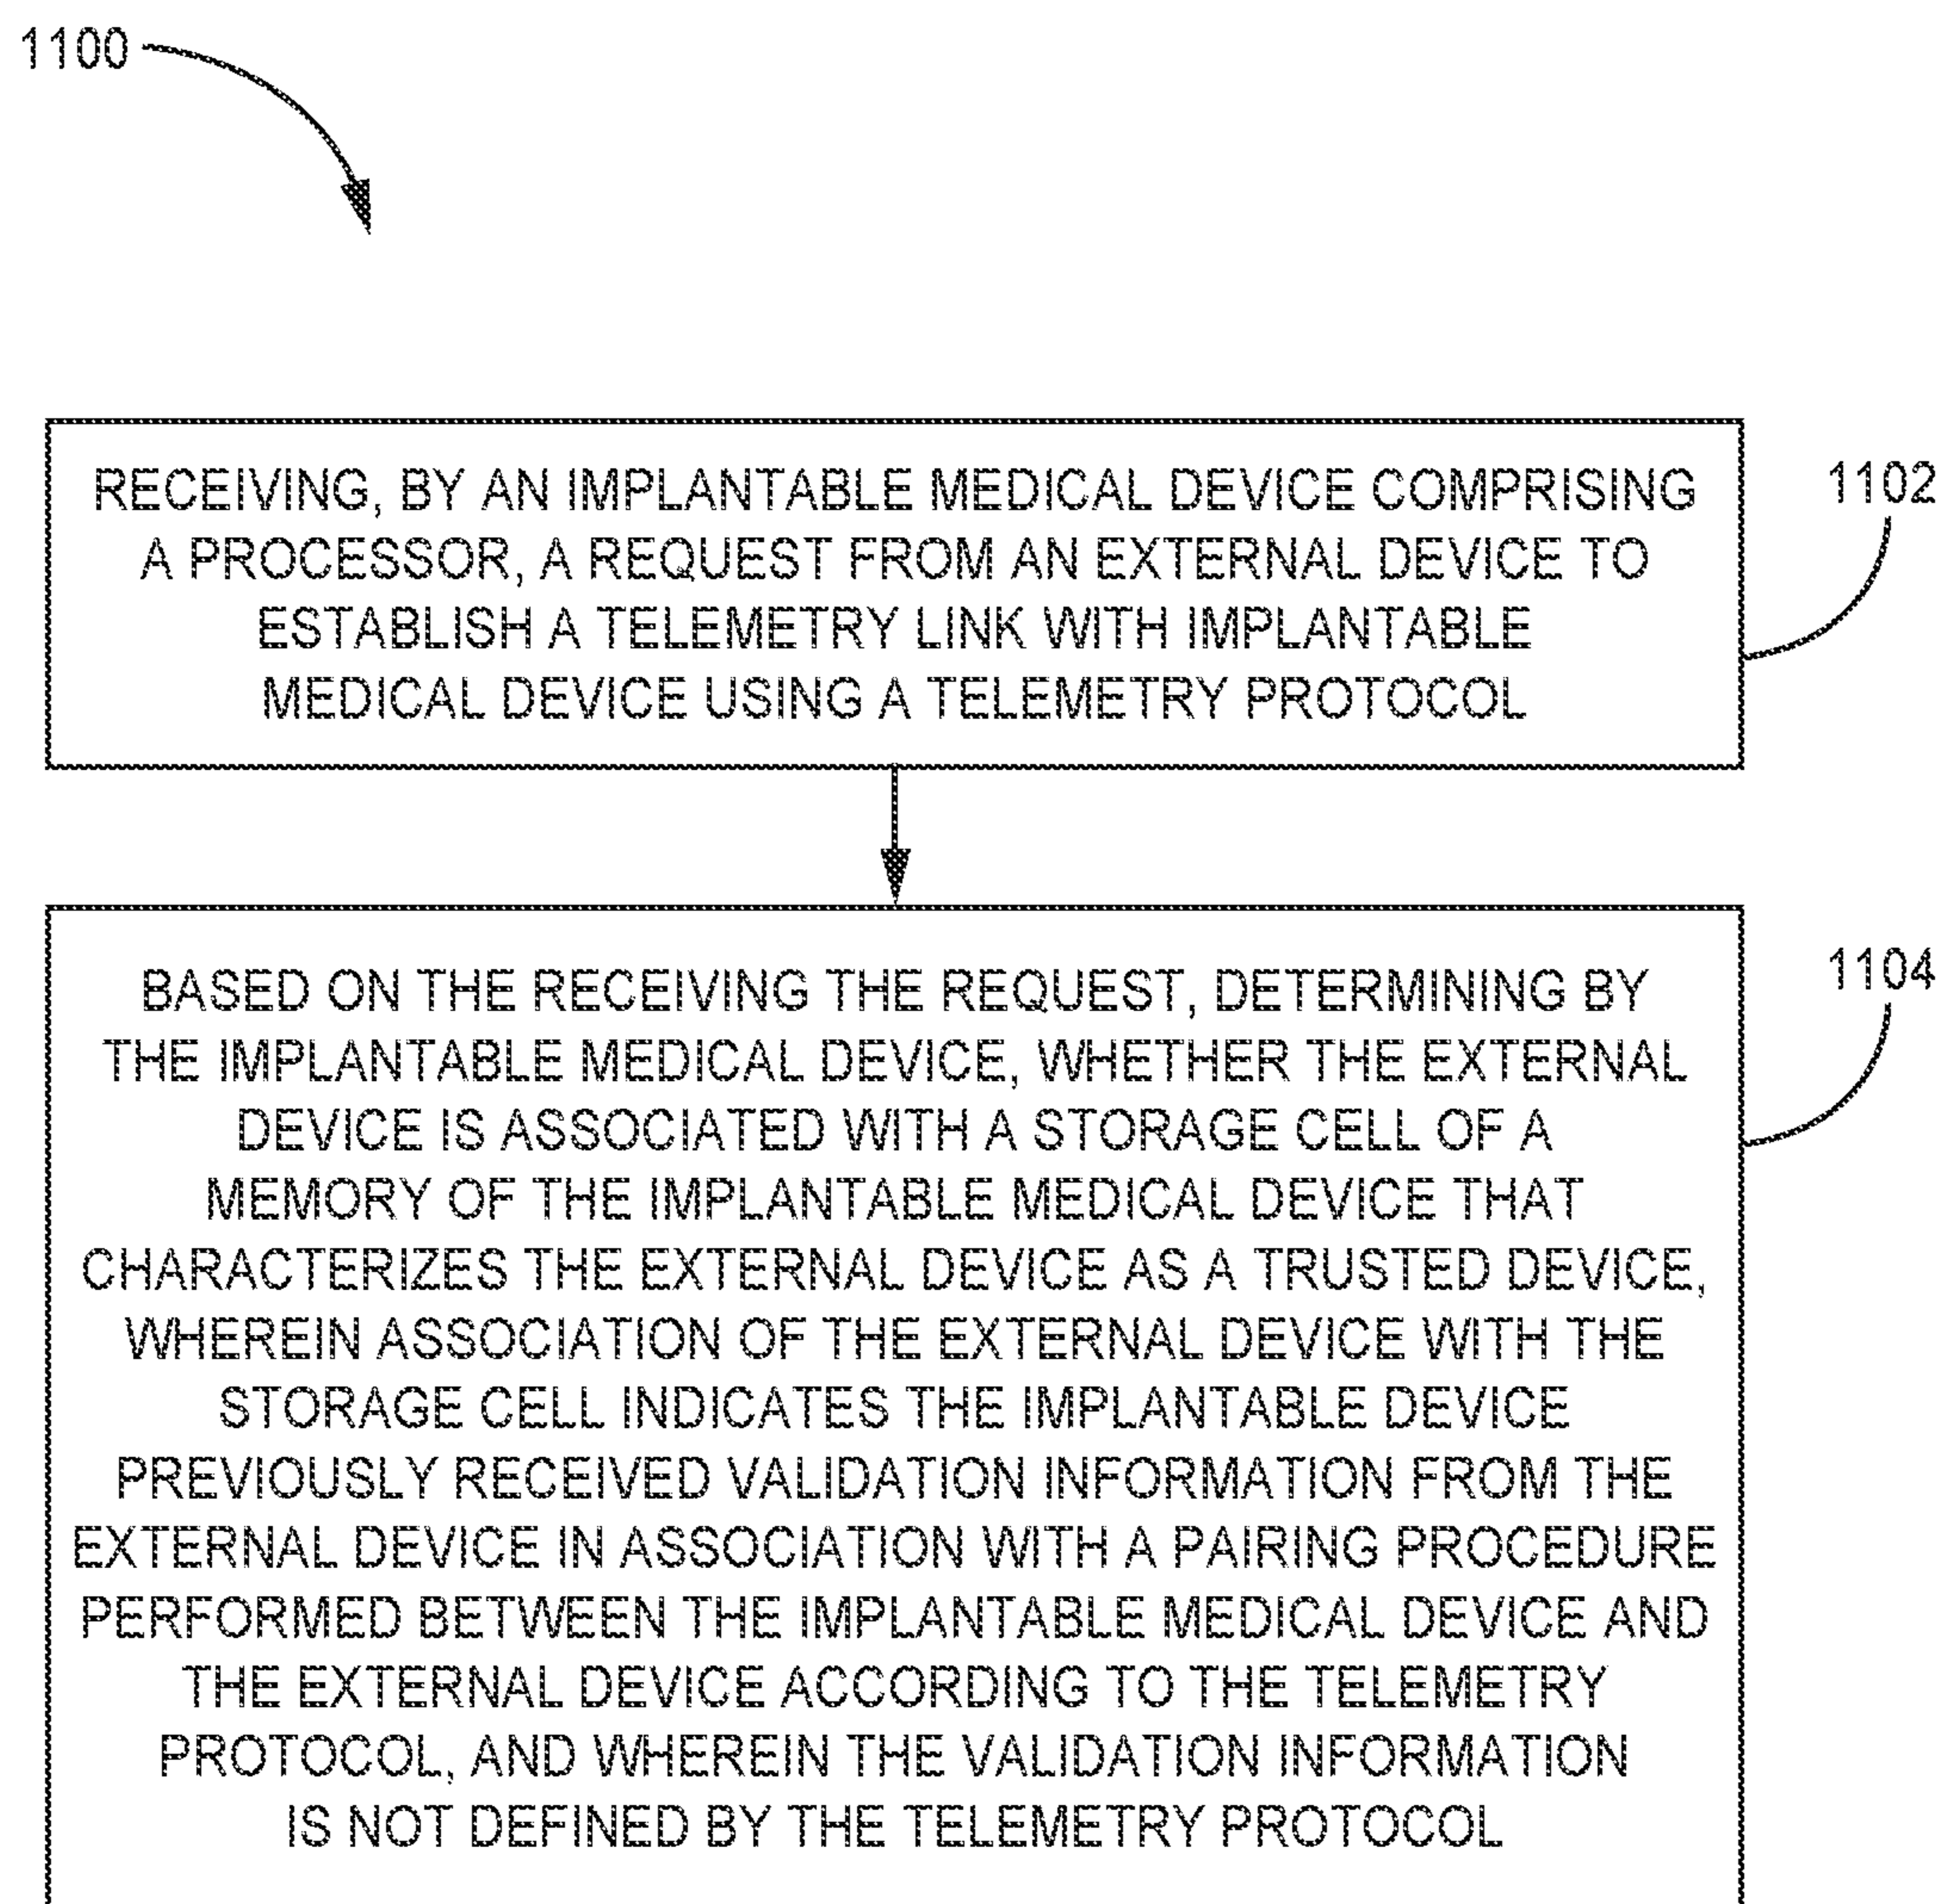 1100
RECEIVING, BY AN IMPLANTABLE MEDICAL DEVICE COMPRISING
A PROCESSOR, A REQUEST FROM AN EXTERNAL DEVICE TO
ESTABLISH A TELEMETRY LINK WITH IMPLANTABLE
MEDICAL DEVICE USING A TELEMETRY PROTOCOL
1102
BASED ON THE RECEIVING THE REQUEST, DETERMINING BY
THE IMPLANTABLE MEDICAL DEVICE, WHETHER THE EXTERNAL
DEVICE IS ASSOCIATED WITH A STORAGE CELL OF A
MEMORY OF THE IMPLANTABLE MEDICAL DEVICE THAT
CHARACTERIZES THE EXTERNAL DEVICE AS A TRUSTED DEVICE,
WHEREIN ASSOCIATION OF THE EXTERNAL DEVICE WITH THE
STORAGE CELL INDICATES THE IMPLANTABLE DEVICE
PREVIOUSLY RECEIVED VALIDATION INFORMATION FROM THE
EXTERNAL DEVICE IN ASSOCIATION WITH A PAIRING PROCEDURE
PERFORMED BETWEEN THE IMPLANTABLE MEDICAL DEVICE AND
THE EXTERNAL DEVICE ACCORDING TO THE TELEMETRY
PROTOCOL, AND WHEREIN THE VALIDATION INFORMATION
IS NOT DEFINED BY THE TELEMETRY PROTOCOL
1104